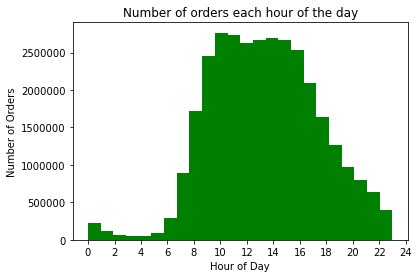 Number of orders each hour of the day
2500000
2000000
1500000
1000000
500000
0
Number of Orders
0 2 4 6 8 10 12 14 16 18 20 22 24
Hour of Day